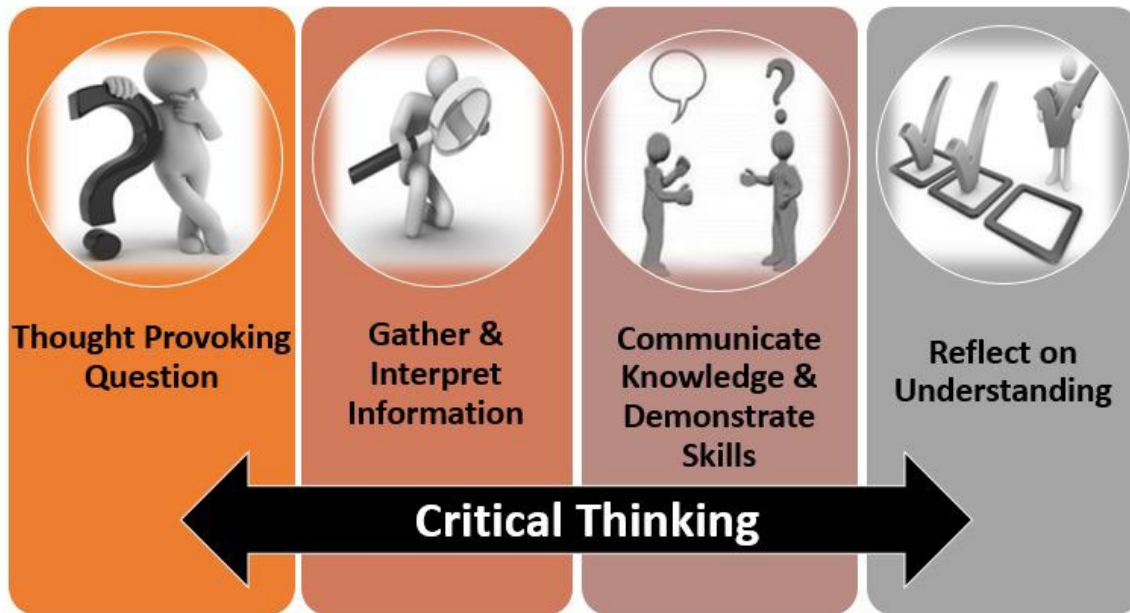 Thought Provoking
Question
Gather &
Interpret
Information
Communicate
Knowledge &
Demonstrate
Skills
Reflect on
Understanding
Critical Thinking